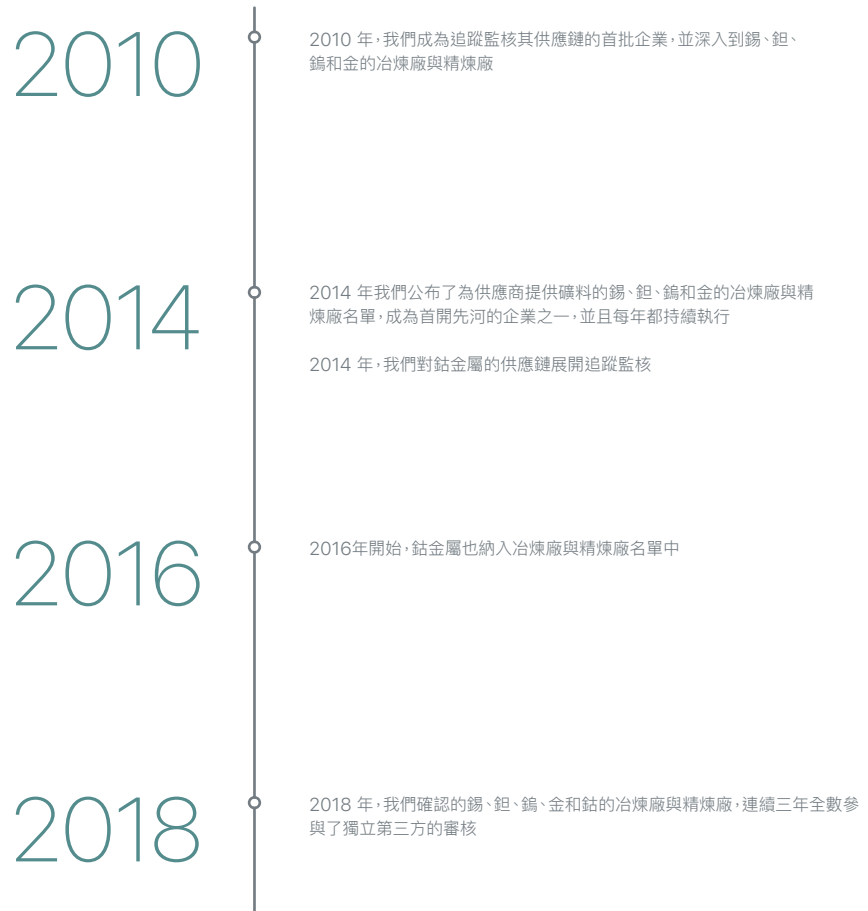 2010
2010 年，我們成為追蹤監核其供應鏈的首批企業，並深入到錫、鉭、
鎢和金的冶煉廠與精煉廠
2014
2014 年我們公布了為供應商提供礦料的錫、鉭、鎢和金的冶煉廠與精
煉廠名單，成為首開先河的企業之一，並且每年都持續執行
2014 年，我們對鈷金屬的供應鏈展開追蹤監核
2016
2016年開始，鈷金屬也納入冶煉廠與精煉廠名單中
2018
2018 年，我們確認的錫、鉭、鎢、金和鈷的冶煉廠與精煉廠，連續三年全數參
與了獨立第三方的審核